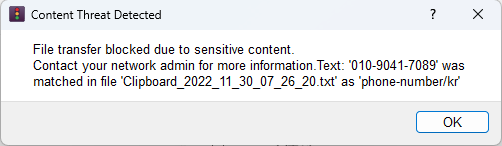 Content Threat Detected
File transfer blocked due to sensitive content.
Contact your network admin for more information.Text: '010-9041-7089' was
matched in file 'Clipboard_2022_11_30_07_26_20.txt' as 'phone-number/kr'
OK